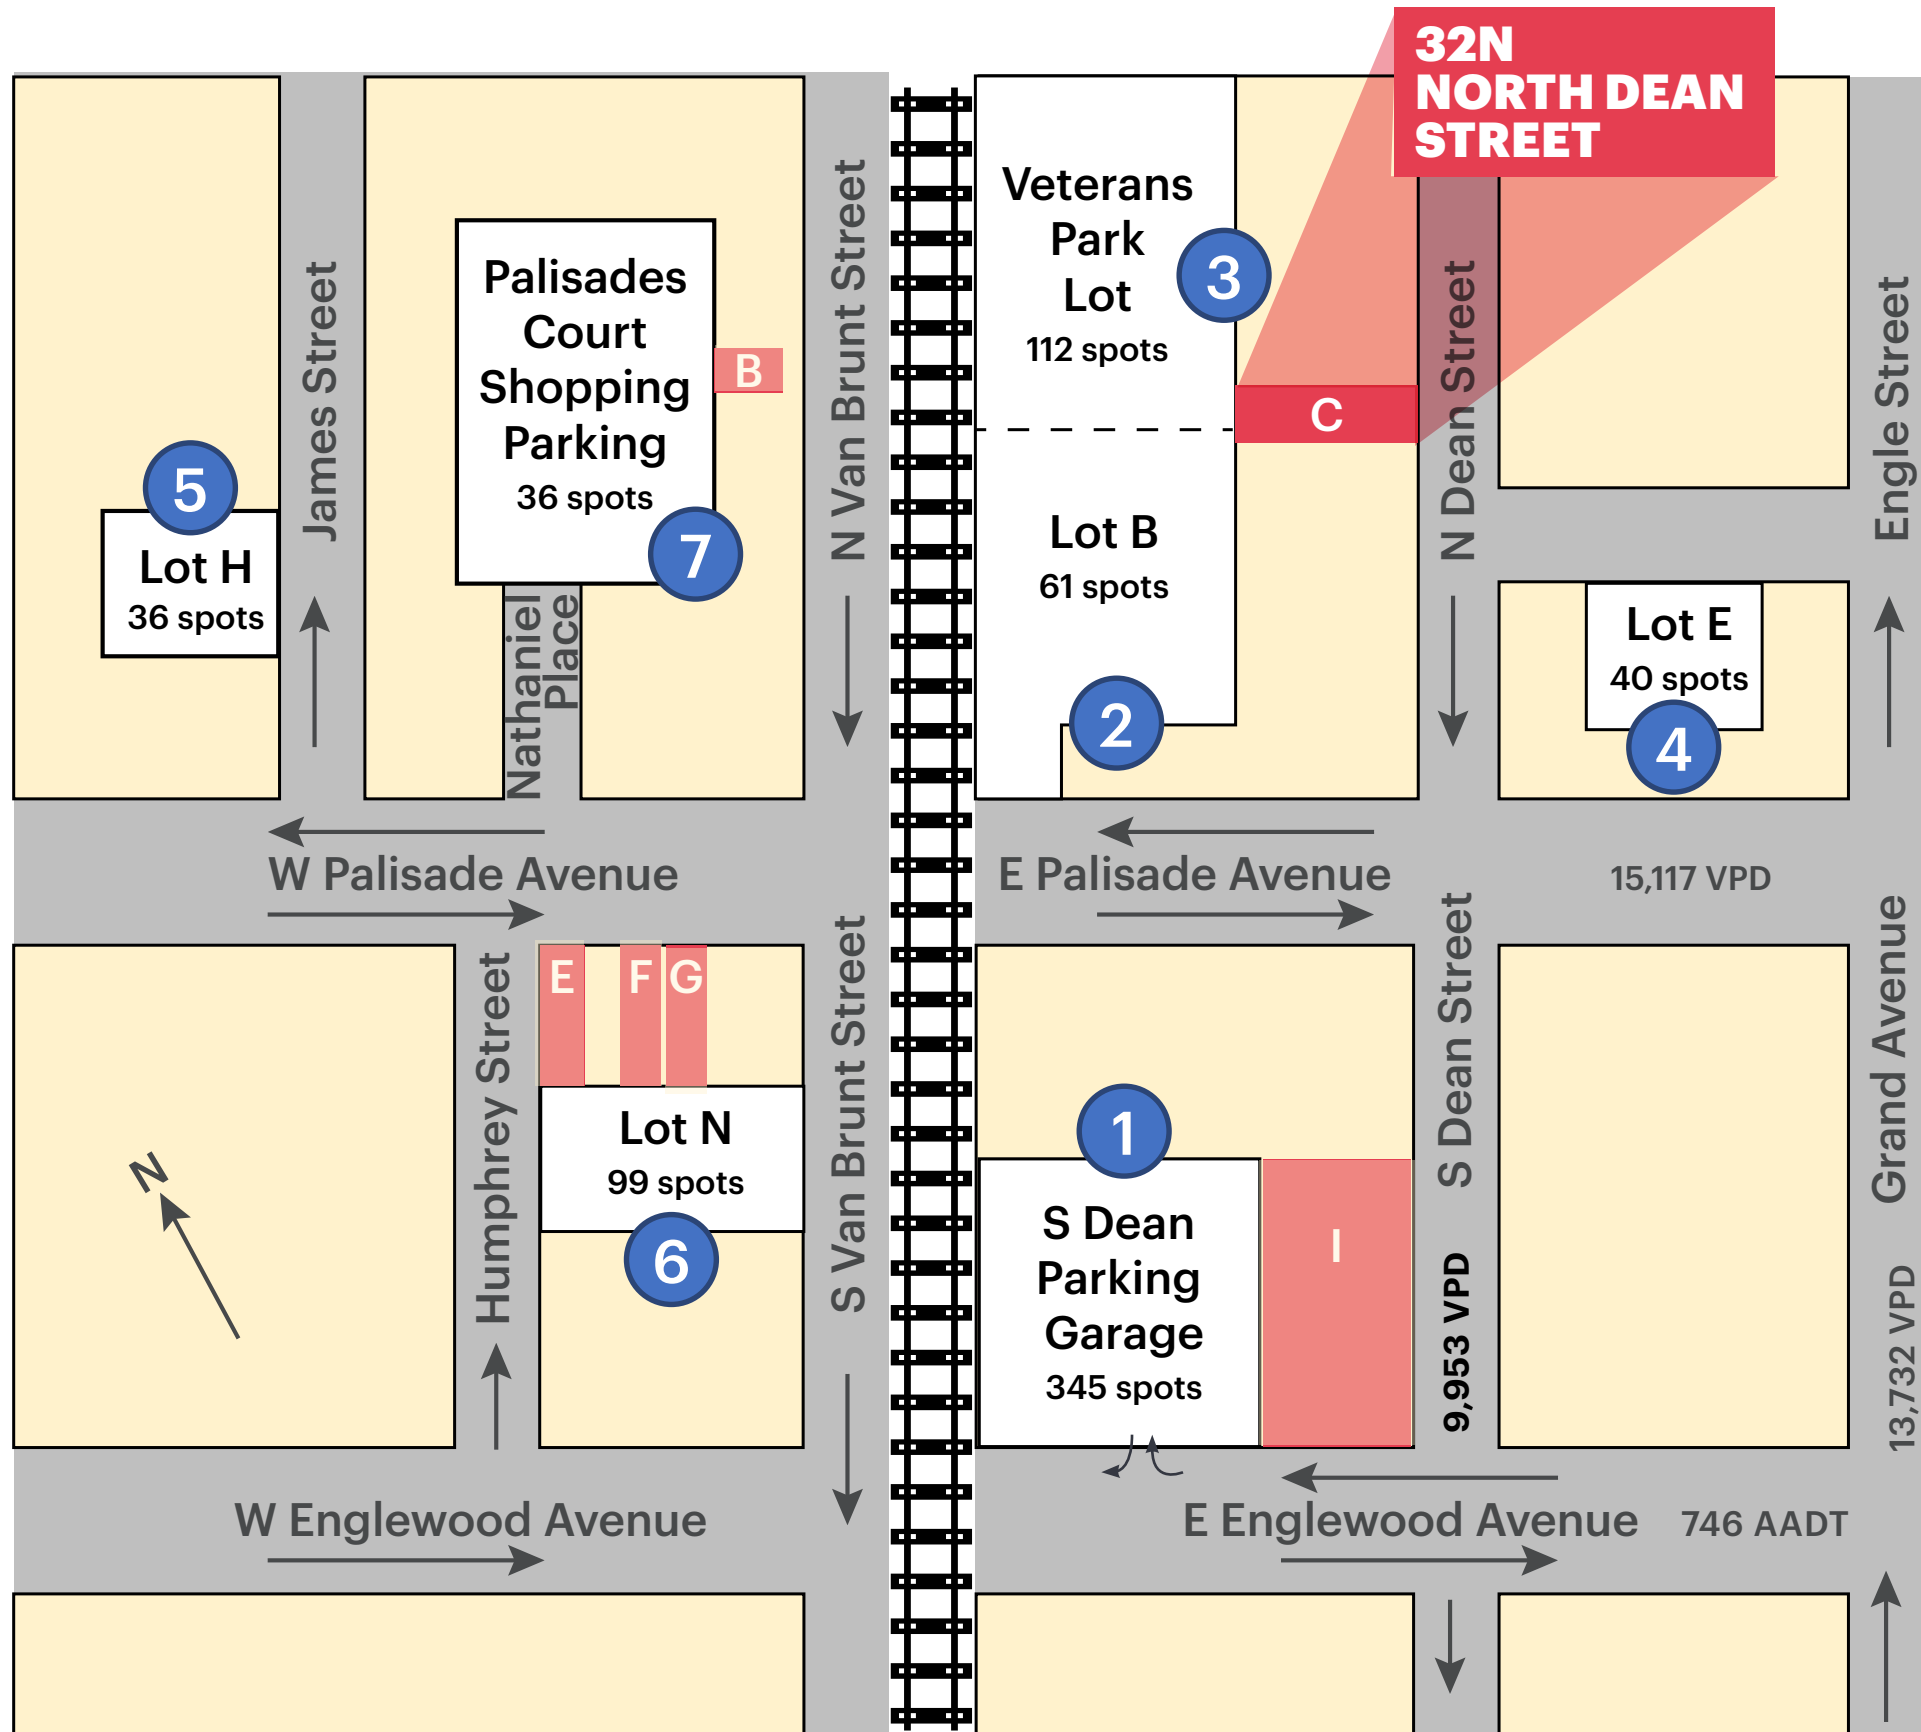 32N
NORTH DEAN
STREET
Veterans
Park
Lot
112 spots
3
Palisades
Court
Shopping
Parking
36 spots
7
B
C
James Street
N Van Brunt Street
N Dean Street
Engle Street
5
Lot H
36 spots
Lot B
61 spots
2
Lot E
40 spots
4
Nathaniel
Place
W Palisade Avenue
E Palisade Avenue
15,117 VPD
E
F
G
Humphrey Street
S Van Brunt Street
S Dean Street
Grand Avenue
N
Lot N
99 spots
6
1
S Dean
Parking
Garage
345 spots
I
9,953 VPD
13,732 VPD
W Englewood Avenue
E Englewood Avenue
746 AADT